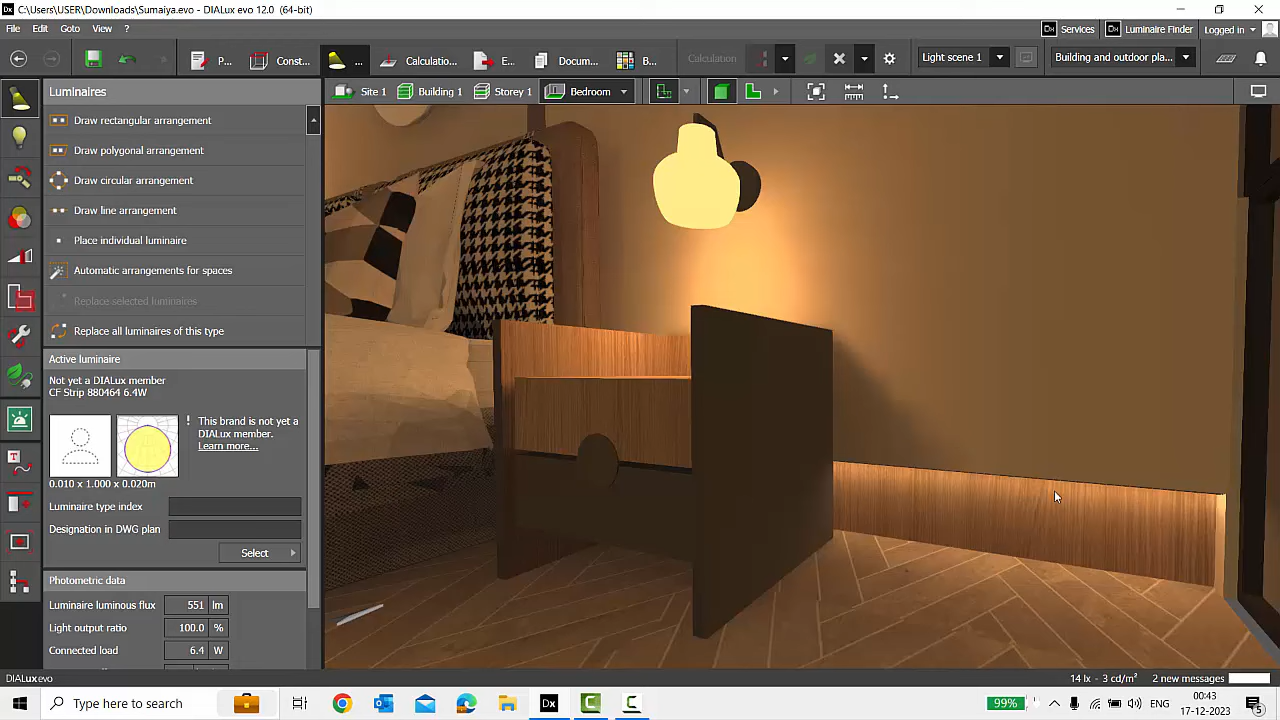 C:\Users\USER\Downloads\Sumaiya.evo - DIALux evo 12.0 (64-bit)
File Edit Goto View ?
Dx Services Dx Luminaire Finder Logged in
P... Const... ... Calculatio... E... Docum... B... Calculation Light scene 1 Building and outdoor pla...
Luminaires
Site 1 Building 1 Storey 1 Bedroom
Draw rectangular arrangement
Draw polygonal arrangement
Draw circular arrangement
Draw line arrangement
Place individual luminaire
Automatic arrangements for spaces
Replace selected luminaires
Replace all luminaires of this type
Active luminaire
Not yet a DIALux member
CF Strip 880464 6.4W
! This brand is not yet a
DIALux member.
Learn more...
0.010 x 1.000 x 0.020m
Luminaire type index
Designation in DWG plan
Select
Photometric data
Luminaire luminous flux 551 lm
Light output ratio 100.0 %
Connected load 6.4 W
DIALux evo
14 lx - 3 cd/m² 2 new messages
Type here to search
Dx
99%
ENG
00:43
17-12-2023
5